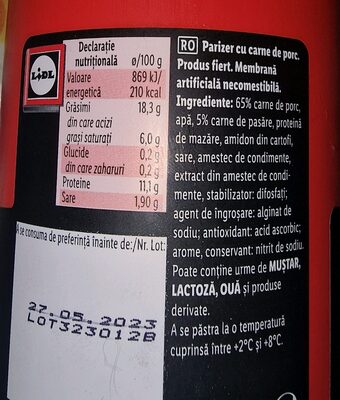 LIDL
Declarație
nutrițională ø/100 g
Valoare 869 kJ/
energetică 210 kcal
Grăsimi 18,3 g
din care acizi
grași saturați 6,0 g
Glucide 0,2 g
din care zaharuri 0,2 g
Proteine 11,1 g
Sare 1,90 g
A se consuma de preferință înainte de:/Nr. Lot:
27.05.2023
LOT323012B
RO Parizer cu carne de porc.
Produs fiert. Membrană
artificială necomestibilă.
Ingrediente: 65% carne de porc,
apă, 5% carne de pasăre, proteină
de mazăre, amidon din cartofi,
sare, amestec de condimente,
extract din amestec de condi-
mente, stabilizator: difosfați;
agent de îngroșare: alginat de
sodiu; antioxidant: acid ascorbic;
arome, conservant: nitrit de sodiu.
Poate conține urme de MUȘTAR,
LACTOZĂ, OUĂ și produse
derivate.
A se păstra la o temperatură
cuprinsă între +2°C și +8°C.